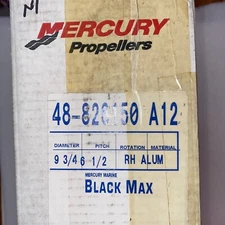 MERCURY
Propellers
48-828150 A12
DIAMETER PITCH ROTATION MATERIAL
9 3/4 6 1/2 RH ALUM
MERCURY MARINE
BLACK MAX